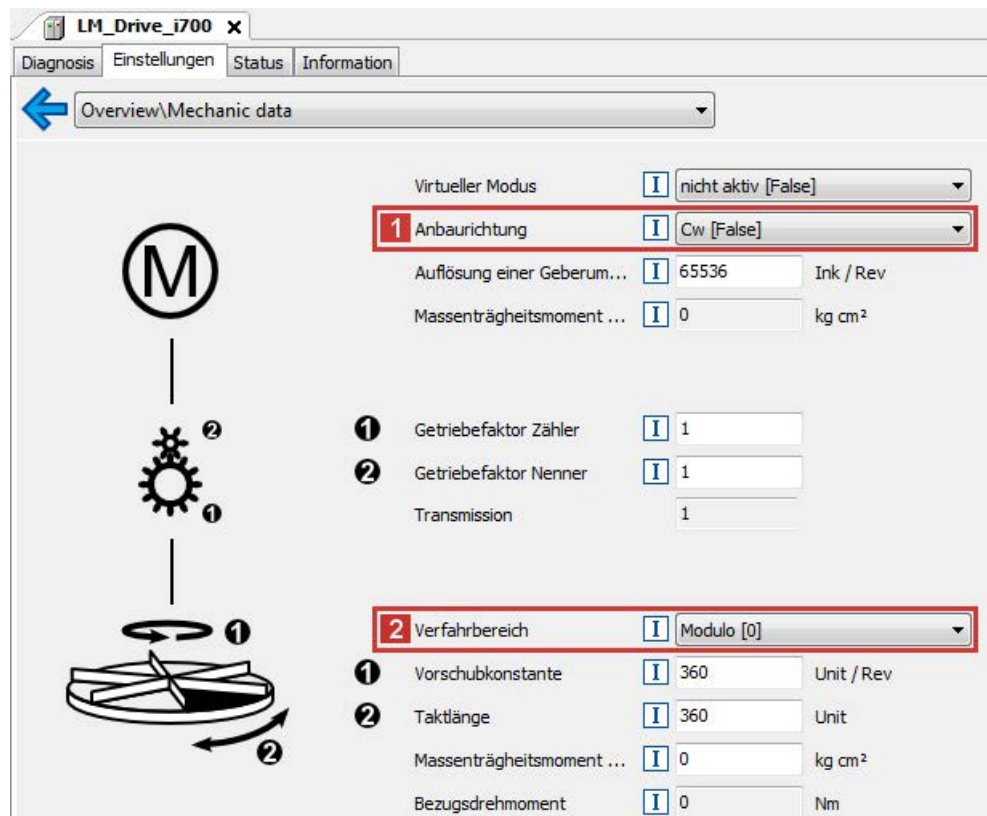 LM_Drive_i700 X
Diagnosis Einstellungen Status Information
Overview\Mechanic data
Virtueller Modus I nicht aktiv [False]
1 Anbaurichtung I Cw [False]
M
Auflösung einer Geberum... I 65536 Ink / Rev
Massenträgheitsmoment ... I 0 kg cm²
2
1 Getriebefaktor Zähler I 1
2 Getriebefaktor Nenner I 1
1
Transmission 1
1
2 Verfahrbereich I Modulo [0]
1 Vorschubkonstante I 360 Unit / Rev
2 Taktlänge I 360 Unit
2
Massenträgheitsmoment ... I 0 kg cm²
Bezugsdrehmoment I 0 Nm